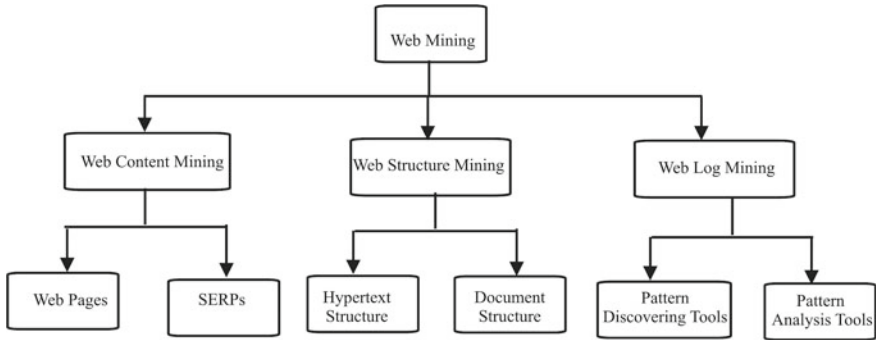 Web Mining
Web Content Mining
Web Structure Mining
Web Log Mining
Web Pages
SERPs
Hypertext
Structure
Document
Structure
Pattern
Discovering Tools
Pattern
Analysis Tools